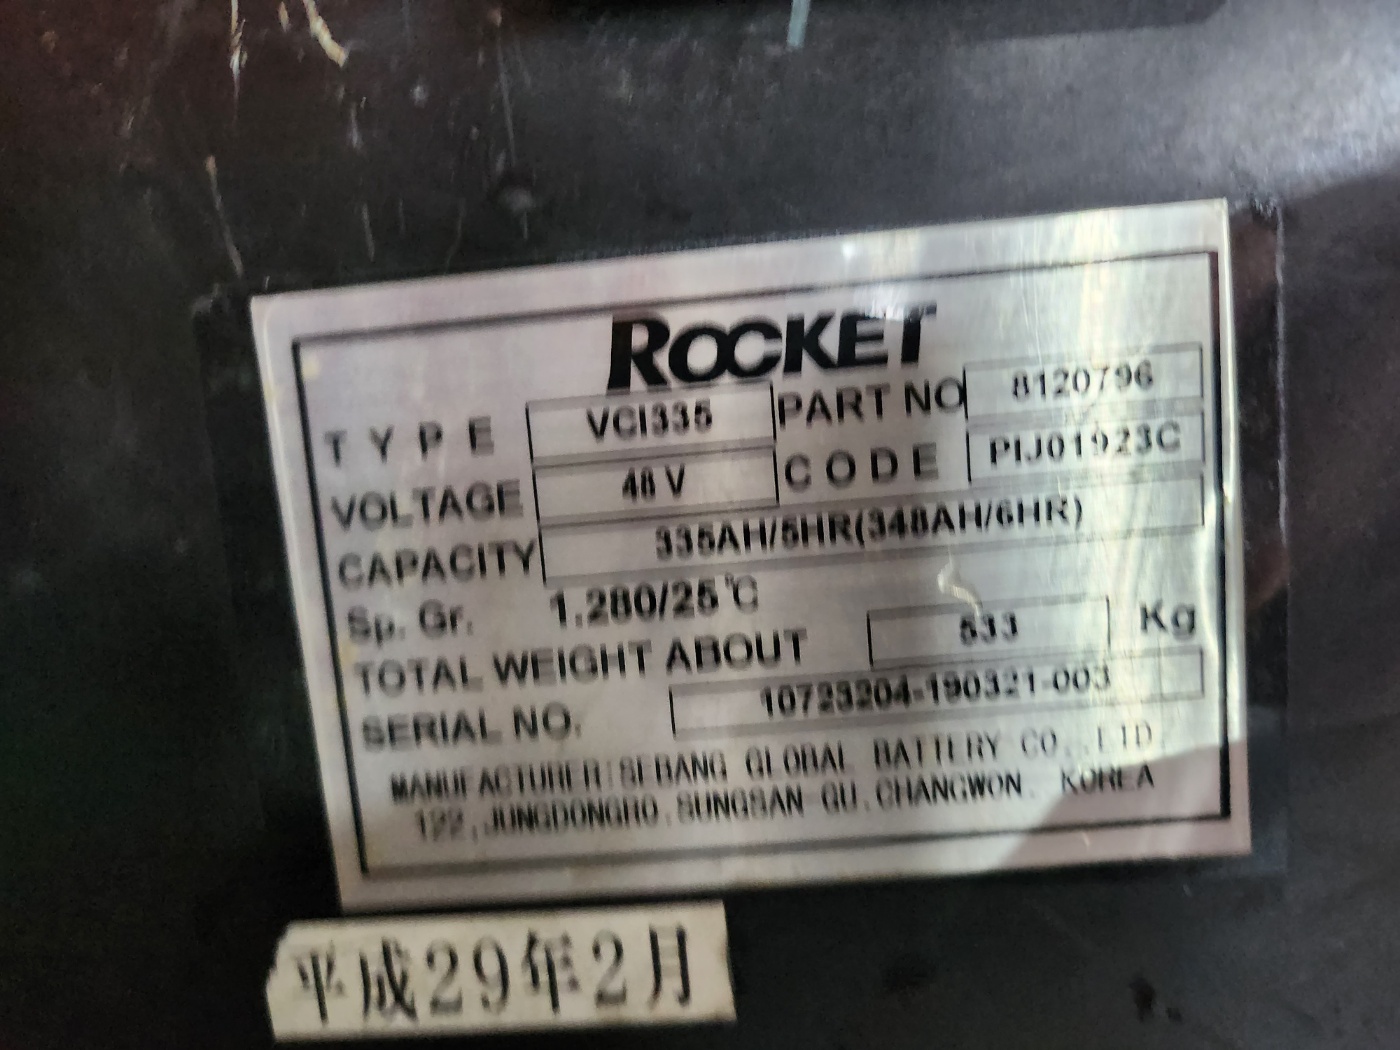 ROCKET
TYPE VCI335 PART NO 8120796
VOLTAGE 48 V CODE PIJ01923C
CAPACITY 335AH/5HR(348AH/6HR)
Sp. Gr. 1.280/25℃
TOTAL WEIGHT ABOUT 533 Kg
SERIAL NO. 10723204-190321-003
MANUFACTURER:SEBANG GLOBAL BATTERY CO.,LTD.
122,JUNGDONGRO,SUNGSAN-GU,CHANGWON, KOREA
平成29年2月